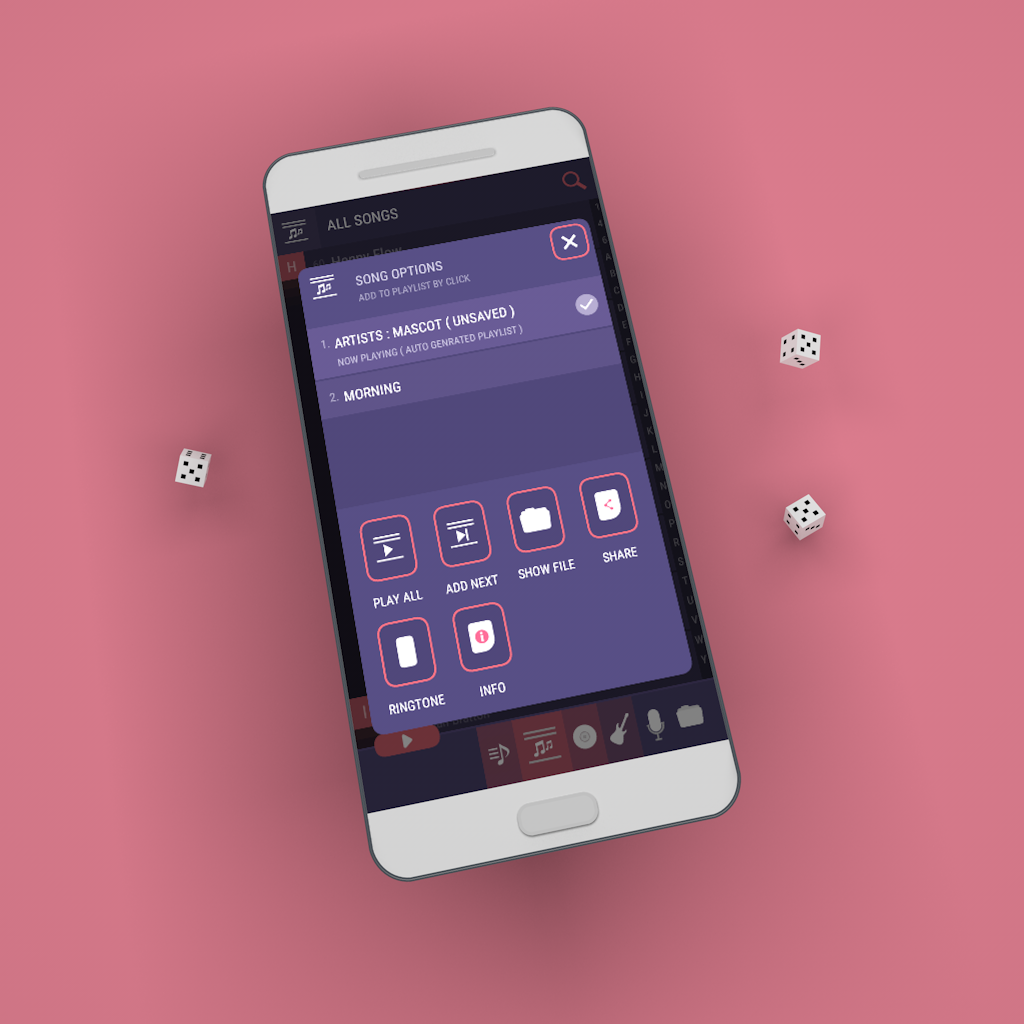 ALL SONGS
H
SONG OPTIONS
ADD TO PLAYLIST BY CLICK
1. ARTISTS : MASCOT ( UNSAVED )
NOW PLAYING ( AUTO GENRATED PLAYLIST )
2. MORNING
PLAY ALL
ADD NEXT
SHOW FILE
SHARE
RINGTONE
INFO
I
A
B
C
D
E
F
G
H
I
J
K
L
M
N
O
P
R
S
T
U
V
W
Y